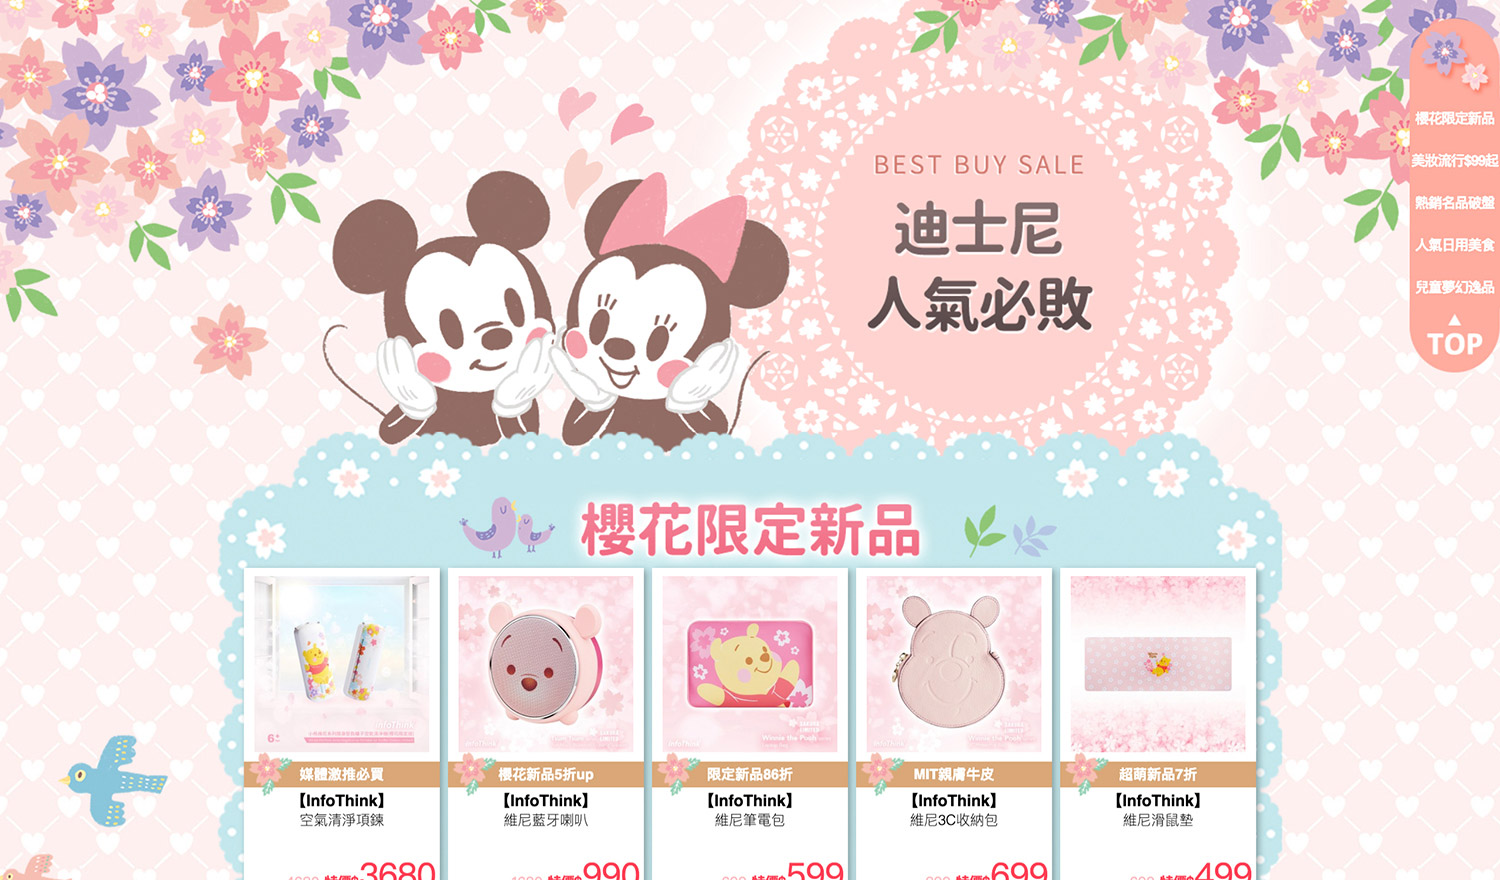 BEST BUY SALE
迪士尼
人氣必敗
櫻花限定新品
美妝流行$99起
熱銷名品破盤
人氣日用美食
兒童夢幻逸品
TOP
櫻花限定新品
媒體激推必買
【InfoThink】
空氣清淨項鍊
特價$3680
櫻花新品5折up
【InfoThink】
維尼藍牙喇叭
特價$990
限定新品86折
【InfoThink】
維尼筆電包
特價$599
MIT親膚牛皮
【InfoThink】
維尼3C收納包
特價$699
超萌新品7折
【InfoThink】
維尼滑鼠墊
特價$499